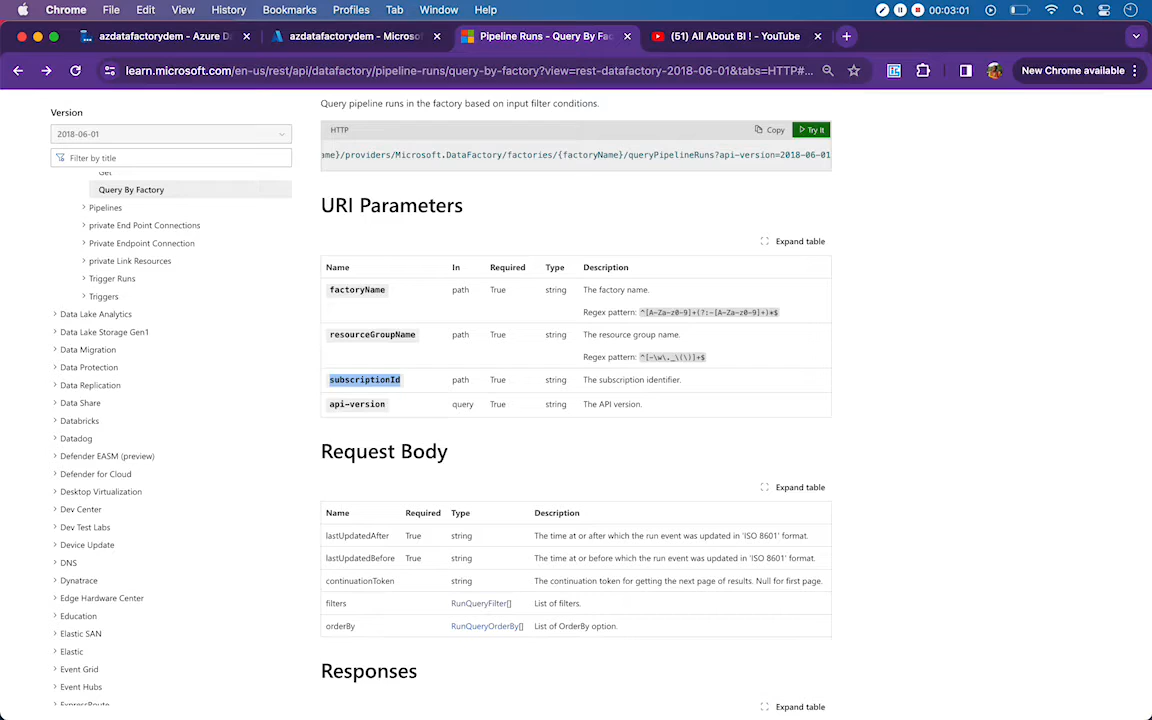 Chrome File Edit View History Bookmarks Profiles Tab Window Help 00:03:01
azdatafactorydem - Azure D
azdatafactorydem - Microsof
Pipeline Runs - Query By Fac
(51) All About BI ! - YouTube
learn.microsoft.com/en-us/rest/api/datafactory/pipeline-runs/query-by-factory?view=rest-datafactory-2018-06-01&tabs=HTTP#...
New Chrome available
Version
2018-06-01
Filter by title
Get
Query By Factory
Pipelines
private End Point Connections
Private Endpoint Connection
private Link Resources
Trigger Runs
Triggers
Data Lake Analytics
Data Lake Storage Gen1
Data Migration
Data Protection
Data Replication
Data Share
Databricks
Datadog
Defender EASM (preview)
Defender for Cloud
Desktop Virtualization
Dev Center
Dev Test Labs
Device Update
DNS
Dynatrace
Edge Hardware Center
Education
Elastic SAN
Elastic
Event Grid
Event Hubs
ExpressRoute
Query pipeline runs in the factory based on input filter conditions.
HTTP Copy Try It
me}/providers/Microsoft.DataFactory/factories/{factoryName}/queryPipelineRuns?api-version=2018-06-01
URI Parameters
Expand table
Name In Required Type Description
factoryName path True string The factory name.
Regex pattern: ^[A-Za-z0-9]+(?:-[A-Za-z0-9]+)*$
resourceGroupName path True string The resource group name.
Regex pattern: ^[-\w\._\(\)]+$
subscriptionId path True string The subscription identifier.
api-version query True string The API version.
Request Body
Expand table
Name Required Type Description
lastUpdatedAfter True string The time at or after which the run event was updated in 'ISO 8601' format.
lastUpdatedBefore True string The time at or before which the run event was updated in 'ISO 8601' format.
continuationToken string The continuation token for getting the next page of results. Null for first page.
filters RunQueryFilter[] List of filters.
orderBy RunQueryOrderBy[] List of OrderBy option.
Responses
Expand table